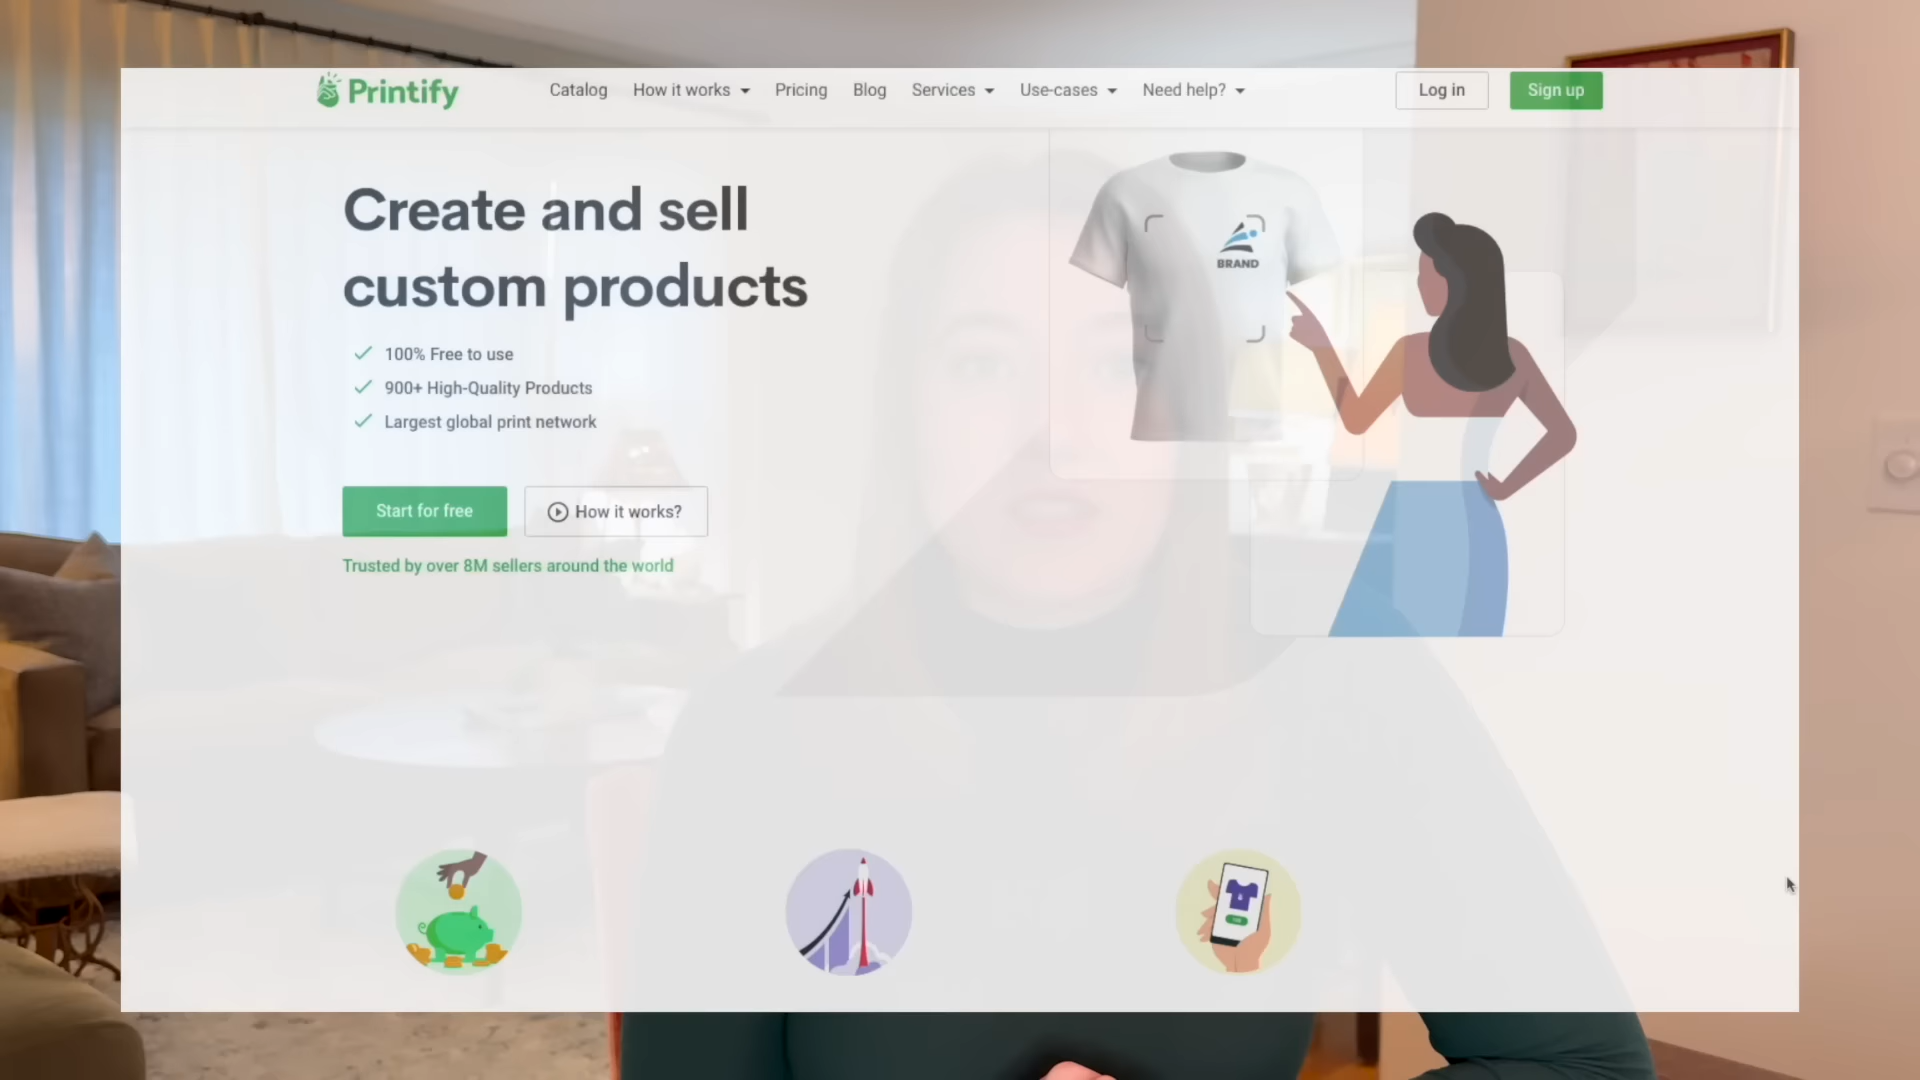 Printify
Catalog
How it works
Pricing
Blog
Services
Use-cases
Need help?
Log in
Sign up
Create and sell
custom products
BRAND
100% Free to use
900+ High-Quality Products
Largest global print network
Start for free
How it works?
Trusted by over 8M sellers around the world